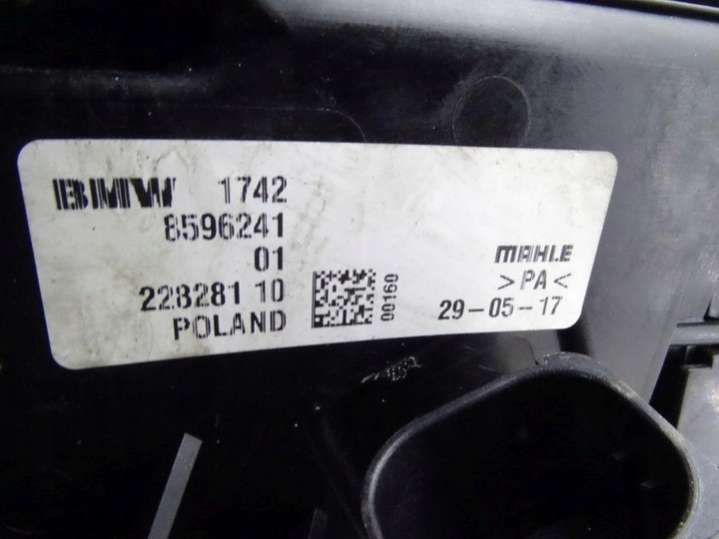 BMW 1742
8596241
01
228281 10
POLAND
00160
MAHLE
>PA<
29-05-17